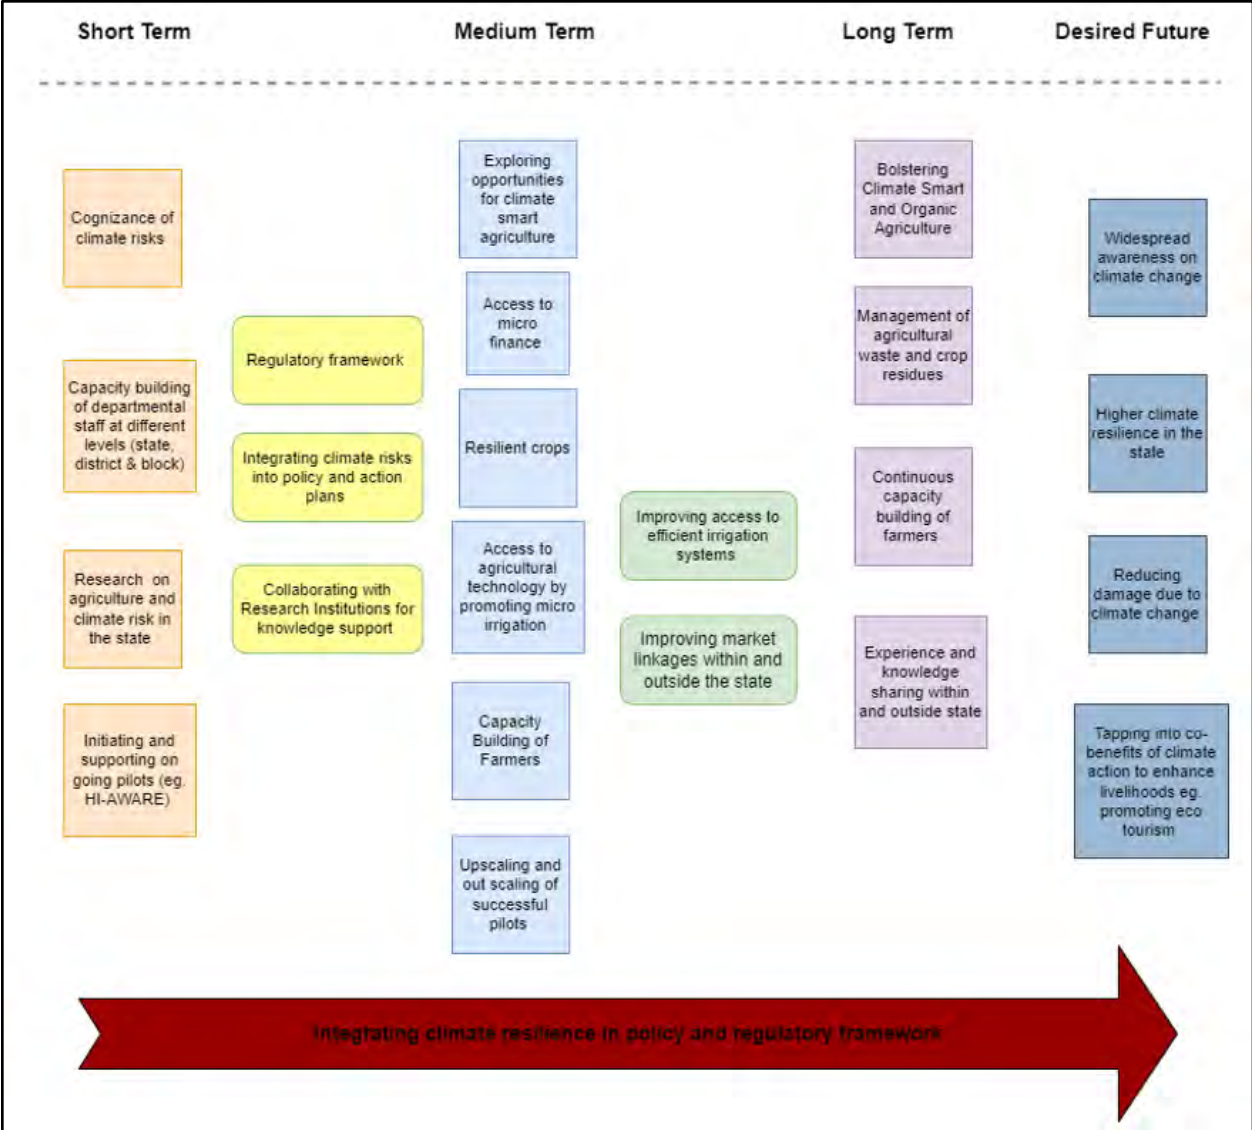 Short Term
Medium Term
Long Term
Desired Future
Cognizance of
climate risks
Capacity building
of departmental
staff at different
levels (state,
district & block)
Research on
agriculture and
climate risk in
the state
Initiating and
supporting on
going pilots (eg.
HI-AWARE)
Regulatory framework
Integrating climate risks
into policy and action
plans
Collaborating with
Research Institutions for
knowledge support
Exploring
opportunities
for climate
smart
agriculture
Access to
micro
finance
Resilient crops
Access to
agricultural
technology by
promoting micro
irrigation
Capacity
Building of
Farmers
Upscaling and
out scaling of
successful
pilots
Improving access to
efficient irrigation
systems
Improving market
linkages within and
outside the state
Bolstering
Climate Smart
and Organic
Agriculture
Management of
agricultural
waste and crop
residues
Continuous
capacity
building of
farmers
Experience and
knowledge
sharing within
and outside state
Widespread
awareness on
climate change
Higher climate
resilience in the
state
Reducing
damage due to
climate change
Tapping into co-
benefits of climate
action to enhance
livelihoods eg.
promoting eco
tourism
Integrating climate resilience in policy and regulatory framework